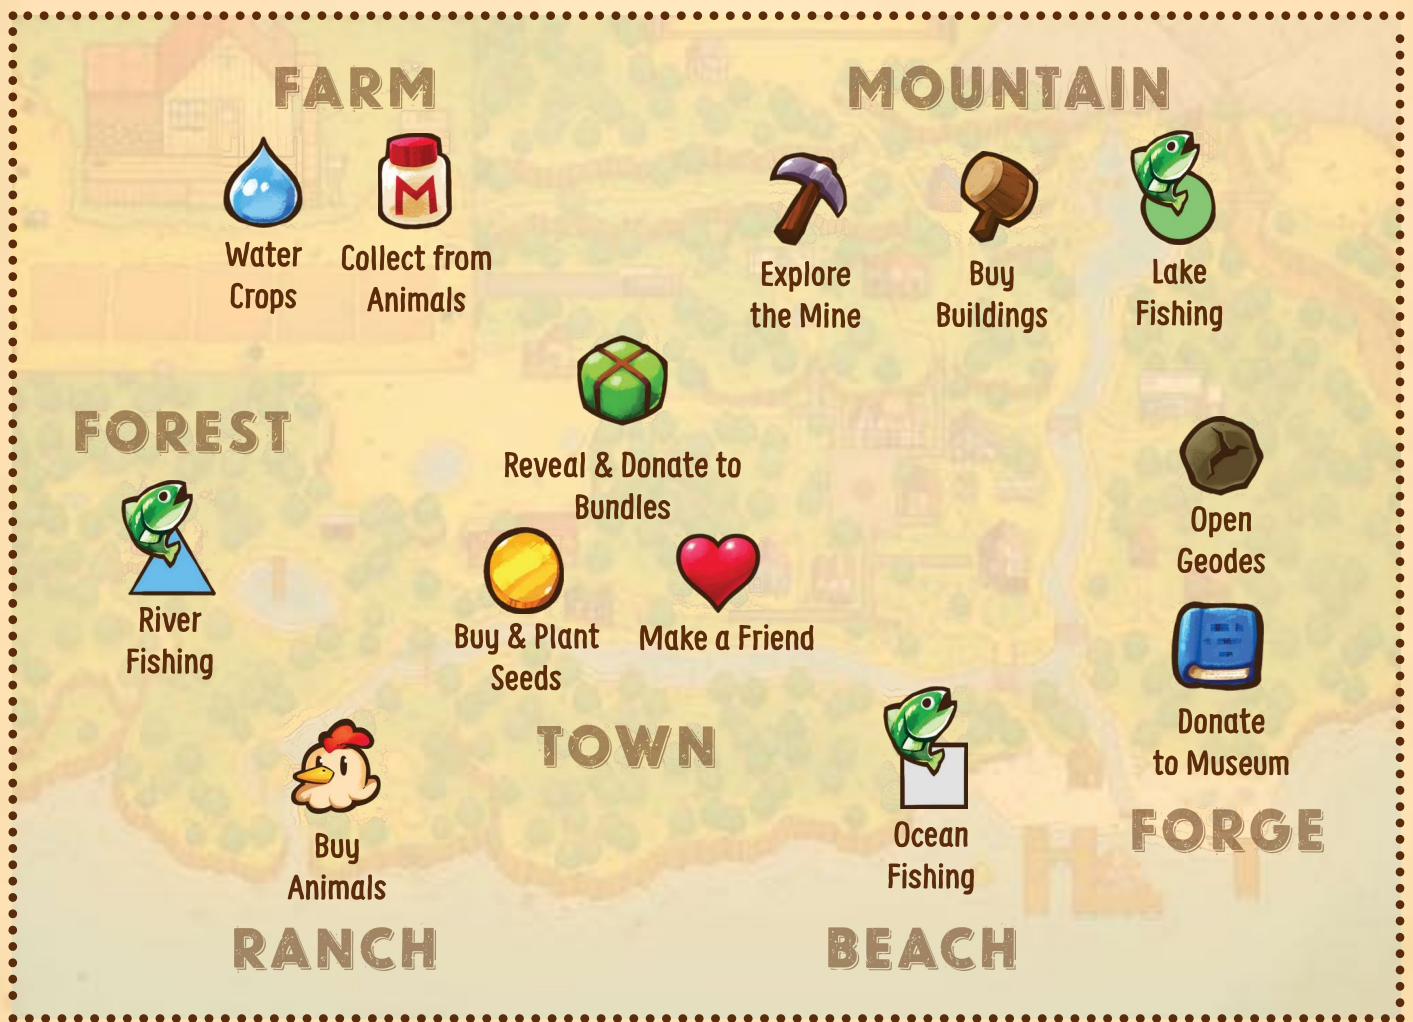 FARM
Water
Crops
Collect from
Animals
MOUNTAIN
Explore
the Mine
Buy
Buildings
Lake
Fishing
FOREST
River
Fishing
Reveal & Donate to
Bundles
Buy & Plant
Seeds
Make a Friend
TOWN
Open
Geodes
Donate
to Museum
FORGE
Buy
Animals
RANCH
Ocean
Fishing
BEACH
M